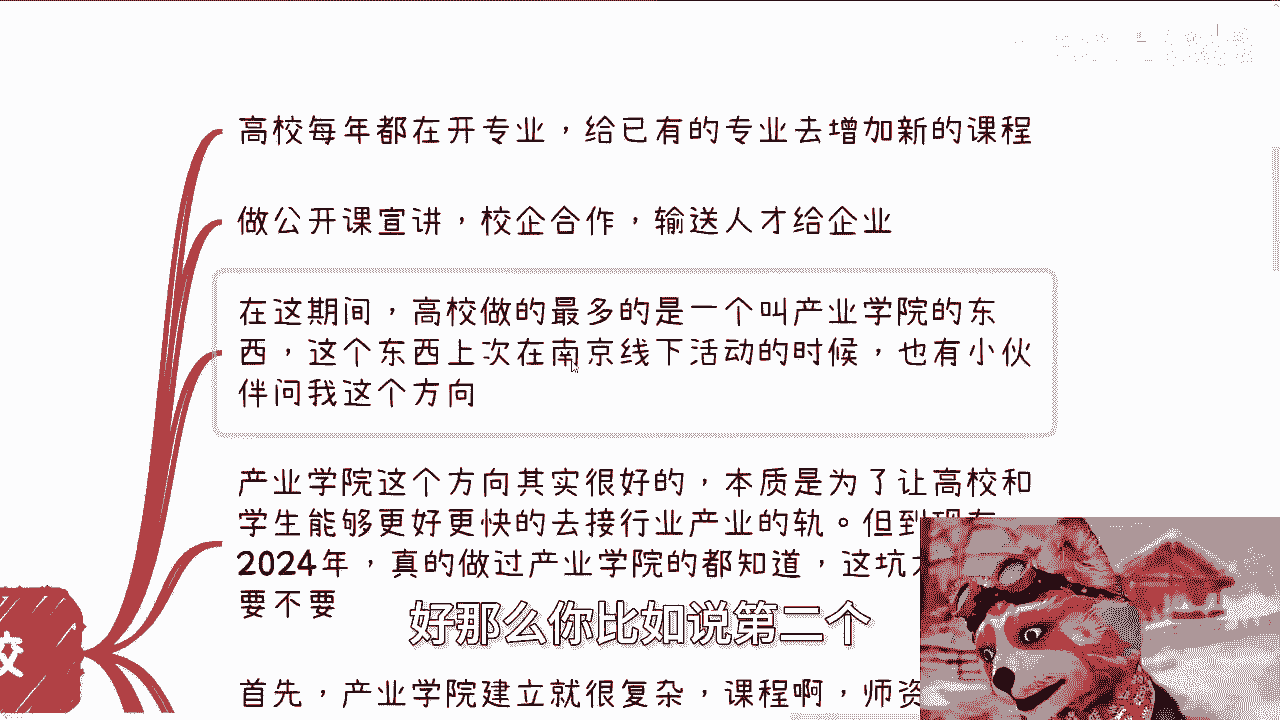 高校每年都在开专业，给已有的专业去增加新的课程
做公开课宣讲，校企合作，输送人才给企业
在这期间，高校做的最多的是一个叫产业学院的东
西，这个东西上次在南京线下活动的时候，也有小伙
伴问我这个方向
产业学院这个方向其实很好的，本质是为了让高校和
学生能够更好更快的去接行业产业的轨。但到现在
2024年，真的做过产业学院的都知道，这坑
要不要
好那么你比如说第二个
校
首先，产业学院建立就很复杂，课程啊，师资